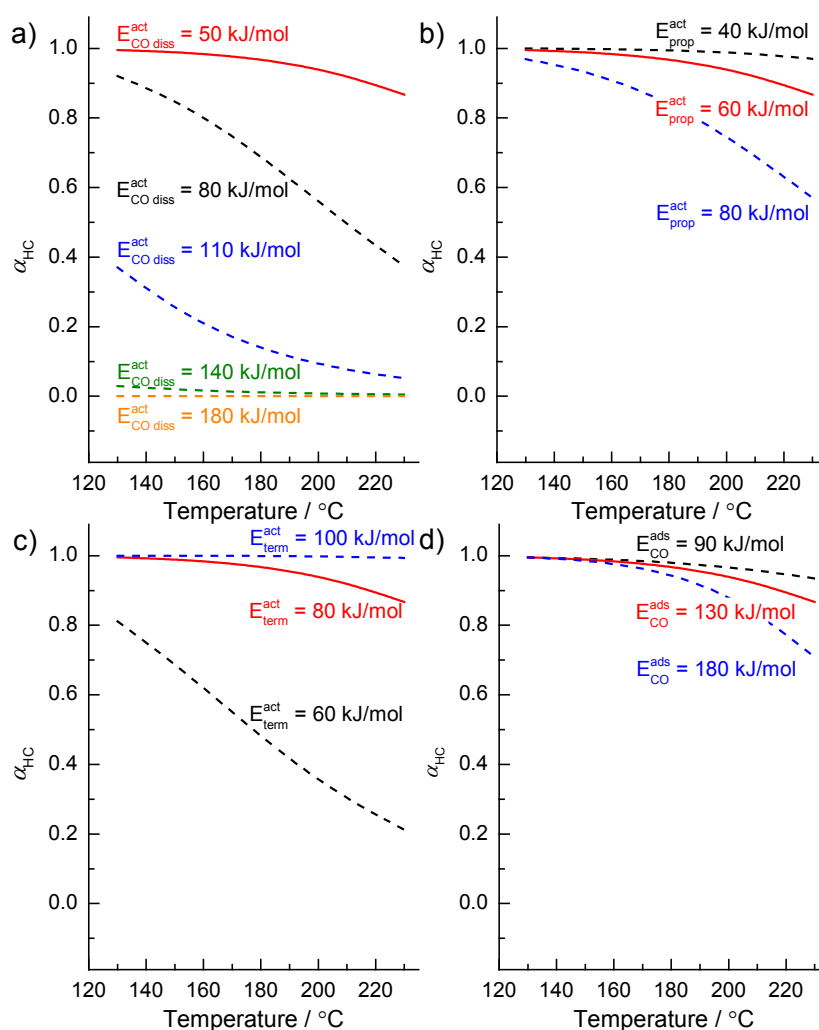 a)
E^act_CO diss = 50 kJ/mol
E^act_CO diss = 80 kJ/mol
E^act_CO diss = 110 kJ/mol
E^act_CO diss = 140 kJ/mol
E^act_CO diss = 180 kJ/mol
α_HC
1.0
0.8
0.6
0.4
0.2
0.0
120 140 160 180 200 220
Temperature / °C
b)
E^act_prop = 40 kJ/mol
E^act_prop = 60 kJ/mol
E^act_prop = 80 kJ/mol
α_HC
1.0
0.8
0.6
0.4
0.2
0.0
120 140 160 180 200 220
Temperature / °C
c)
E^act_term = 100 kJ/mol
E^act_term = 80 kJ/mol
E^act_term = 60 kJ/mol
α_HC
1.0
0.8
0.6
0.4
0.2
0.0
120 140 160 180 200 220
Temperature / °C
d)
E^ads_CO = 90 kJ/mol
E^ads_CO = 130 kJ/mol
E^ads_CO = 180 kJ/mol
α_HC
1.0
0.8
0.6
0.4
0.2
0.0
120 140 160 180 200 220
Temperature / °C